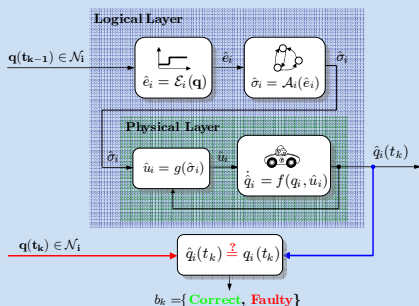 Logical Layer
q(t_{k−1}) ∈ N_i
ê_i = E_i(q)
ê_i
σ̂_i = A_i(ê_i)
σ̂_i
Physical Layer
σ̂_i
û_i = g(σ̂_i)
û_i
q̂̇_i = f(q_i, û_i)
q̂_i(t_k)
q(t_k) ∈ N_i
q̂_i(t_k) ≟ q_i(t_k)
b_k ={Correct, Faulty}